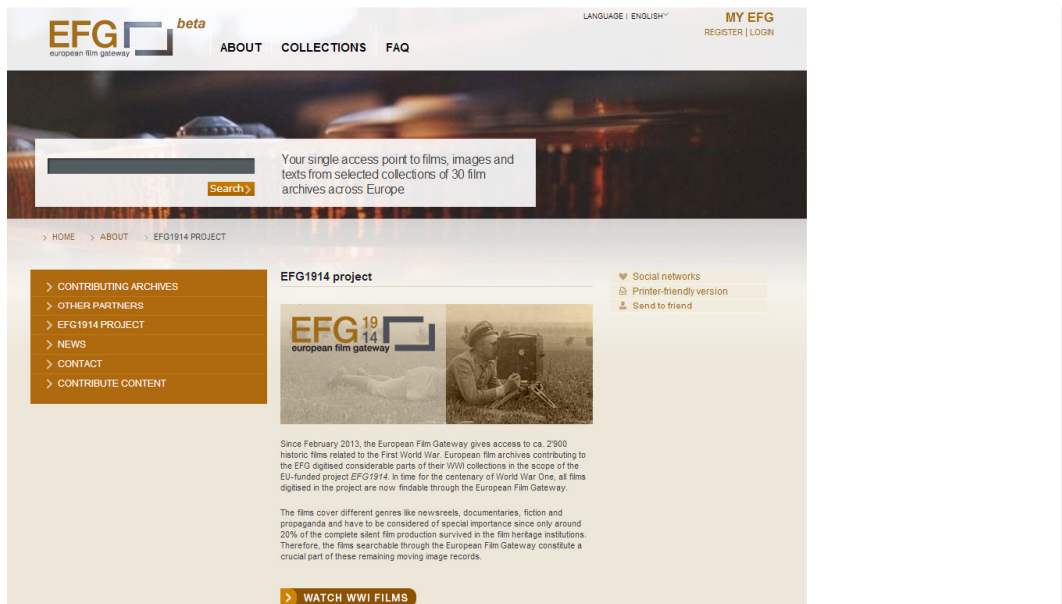 EFG beta
european film gateway
ABOUT COLLECTIONS FAQ
LANGUAGE | ENGLISH
MY EFG
REGISTER | LOGIN
Search
Your single access point to films, images and
texts from selected collections of 30 film
archives across Europe
HOME ABOUT EFG1914 PROJECT
CONTRIBUTING ARCHIVES
OTHER PARTNERS
EFG1914 PROJECT
NEWS
CONTACT
CONTRIBUTE CONTENT
EFG1914 project
EFG 19
14
european film gateway
Since February 2013, the European Film Gateway gives access to ca. 2'900
historic films related to the First World War. European film archives contributing to
the EFG digitised considerable parts of their WWI collections in the scope of the
EU-funded project EFG1914. In time for the centenary of World War One, all films
digitised in the project are now findable through the European Film Gateway.
The films cover different genres like newsreels, documentaries, fiction and
propaganda and have to be considered of special importance since only around
20% of the complete silent film production survived in the film heritage institutions.
Therefore, the films searchable through the European Film Gateway constitute a
crucial part of these remaining moving image records.
WATCH WWI FILMS
Social networks
Printer-friendly version
Send to friend